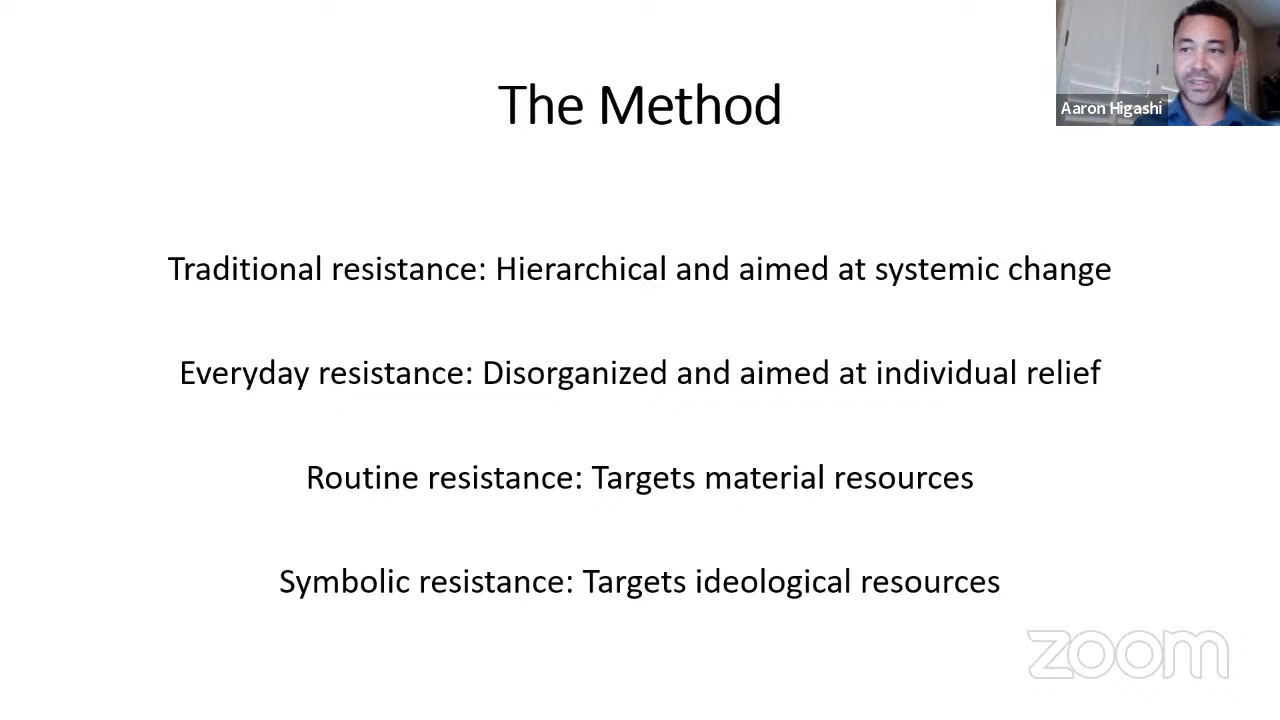 The Method
Aaron Higashi
Traditional resistance: Hierarchical and aimed at systemic change
Everyday resistance: Disorganized and aimed at individual relief
Routine resistance: Targets material resources
Symbolic resistance: Targets ideological resources
zoom